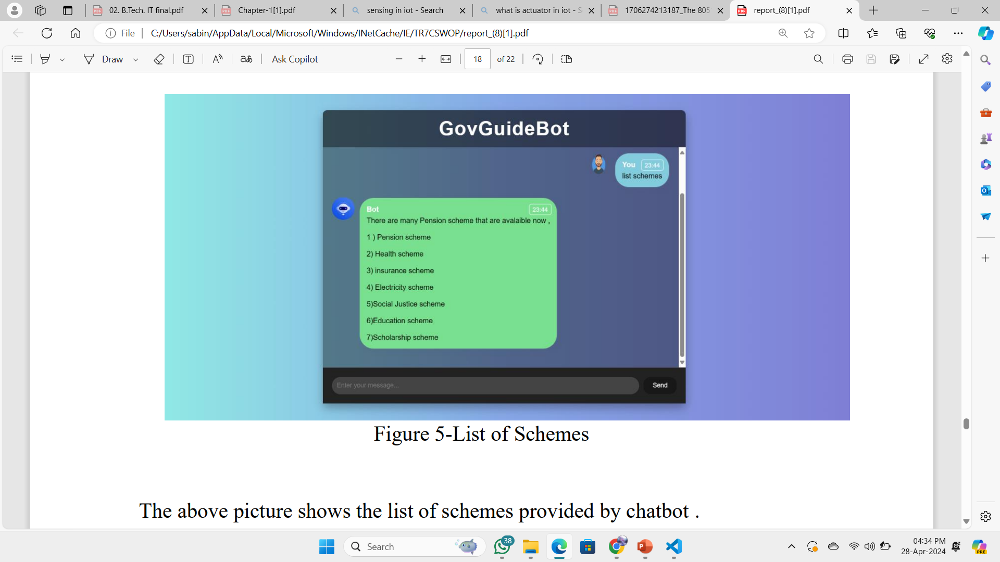 02. B.Tech. IT final.pdf
Chapter-1[1].pdf
sensing in iot - Search
what is actuator in iot - S
1706274213187_The 805
report_(8)[1].pdf
File
C:/Users/sabin/AppData/Local/Microsoft/Windows/INetCache/IE/TR7CSWOP/report_(8)[1].pdf
Draw
Ask Copilot
18 of 22
GovGuideBot
You 23:44
list schemes
Bot 23:44
There are many Pension scheme that are avalaible now ,
1 ) Pension scheme
2) Health scheme
3) insurance scheme
4) Electricity scheme
5)Social Justice scheme
6)Education scheme
7)Scholarship scheme
Enter your message...
Send
Figure 5-List of Schemes
The above picture shows the list of schemes provided by chatbot .
Search
38
04:34 PM
28-Apr-2024
PRE